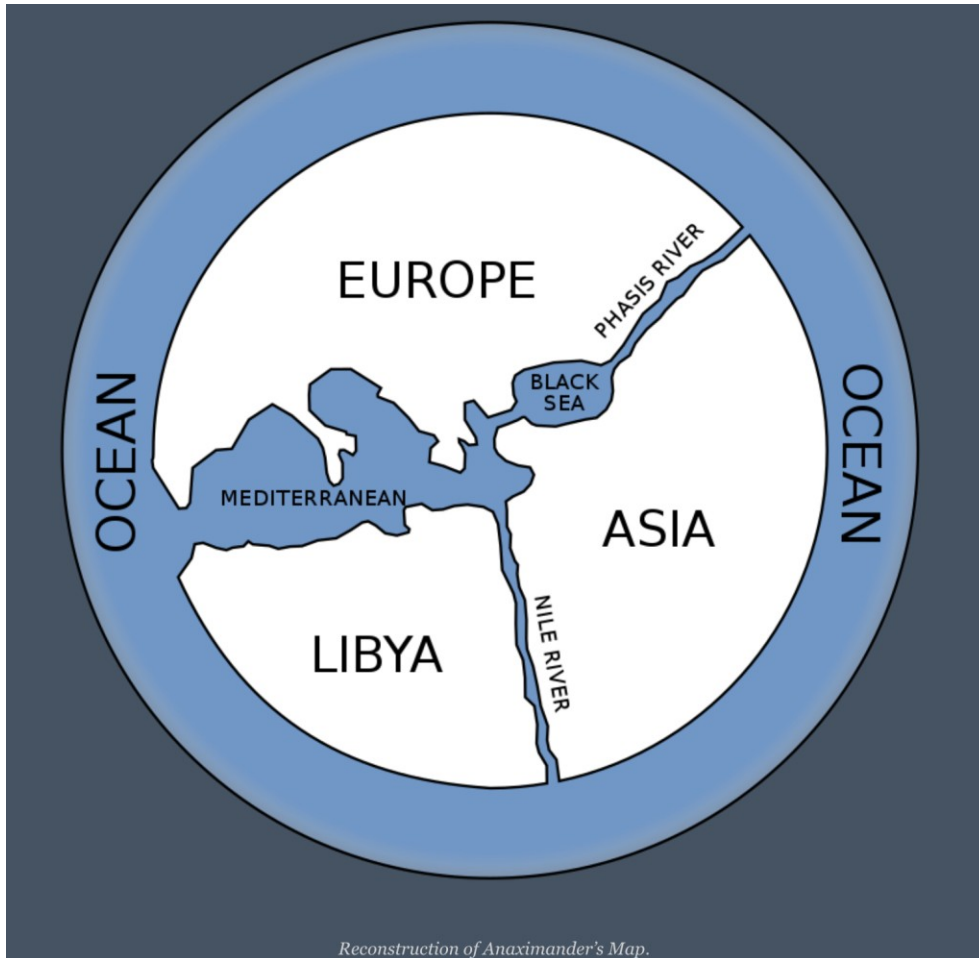 EUROPE
PHASIS RIVER
BLACK
SEA
OCEAN
OCEAN
MEDITERRANEAN
ASIA
LIBYA
NILE RIVER
Reconstruction of Anaximander's Map.